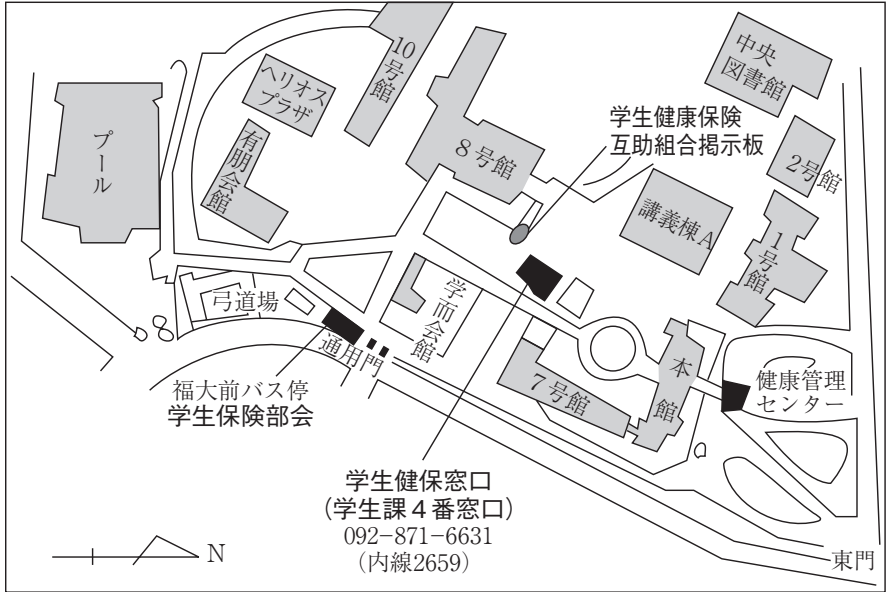 10号館
ヘリオス
プラザ
中央
図書館
学生健康保険
互助組合掲示板
プール
有朋会館
8号館
2号館
講義棟A
1号館
弓道場
学而会館
通用門
福大前バス停
学生保険部会
7号館
本館
健康管理
センター
学生健保窓口
(学生課4番窓口)
092-871-6631
(内線2659)
N
東門